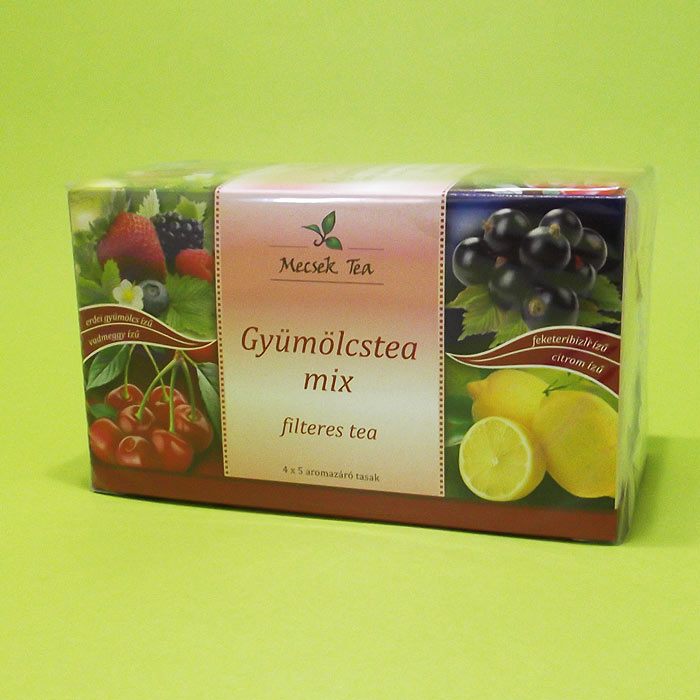 Mecsek Tea
Gyümölcstea
mix
filteres tea
4 x 5 aromazáró tasak
erdei gyümölcs ízű
vadmeggy ízű
feketeribizli ízű
citrom ízű